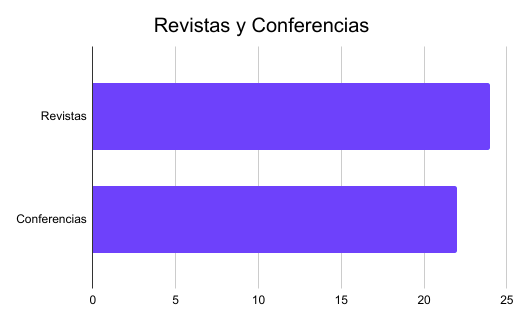 Revistas y Conferencias
Revistas
Conferencias
0 5 10 15 20 25